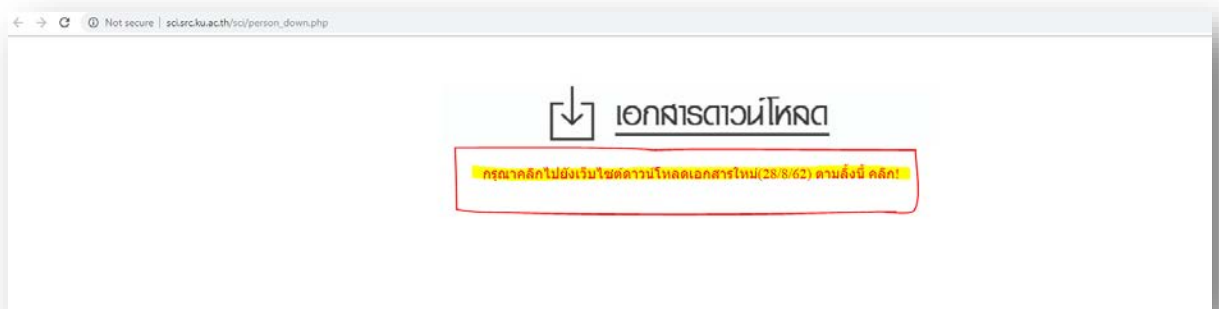 Not secure | sci.src.ku.ac.th/sci/person_down.php
เอกสารดาวน์โหลด
กรุณาคลิกไปยังเว็บไซต์ดาวน์โหลดเอกสารใหม่(28/8/62) ตามลิ้งนี้ คลิก!